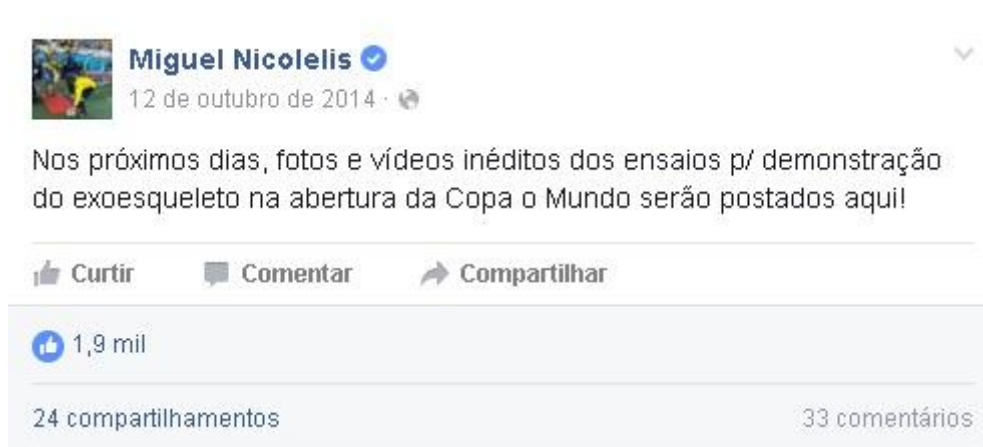 Miguel Nicolelis
12 de outubro de 2014 ·
Nos próximos dias, fotos e vídeos inéditos dos ensaios p/ demonstração
do exoesqueleto na abertura da Copa o Mundo serão postados aqui!
Curtir Comentar Compartilhar
1,9 mil
24 compartilhamentos 33 comentários